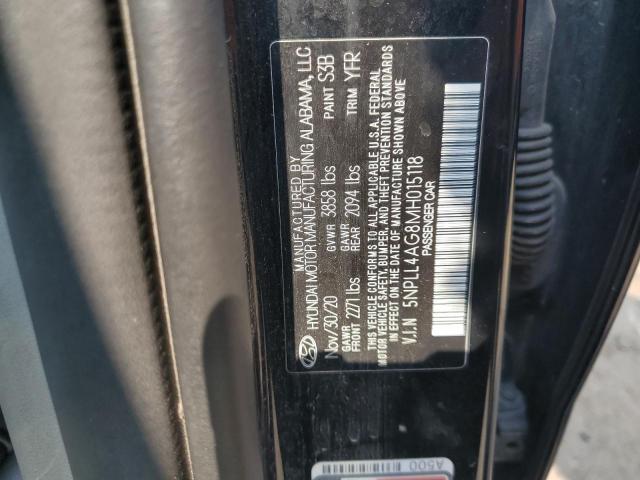 MANUFACTURED BY
HYUNDAI MOTOR MANUFACTURING ALABAMA, LLC
Nov/30/20 GVWR 3858 lbs PAINT S3B
GAWR FRONT 2271 lbs GAWR REAR 2094 lbs TRIM YFR
THIS VEHICLE CONFORMS TO ALL APPLICABLE U.S.A. FEDERAL
MOTOR VEHICLE SAFETY, BUMPER, AND THEFT PREVENTION STANDARDS
IN EFFECT ON THE DATE OF MANUFACTURE SHOWN ABOVE
V.I.N 5NPLL4AG8MH015118
PASSENGER CAR
A500